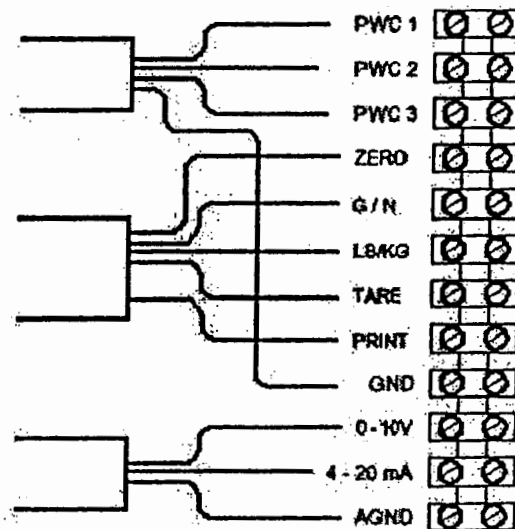 PWC 1
PWC 2
PWC 3
ZERO
G / N
LB/KG
TARE
PRINT
GND
0-10V
4 - 20 mA
AGND